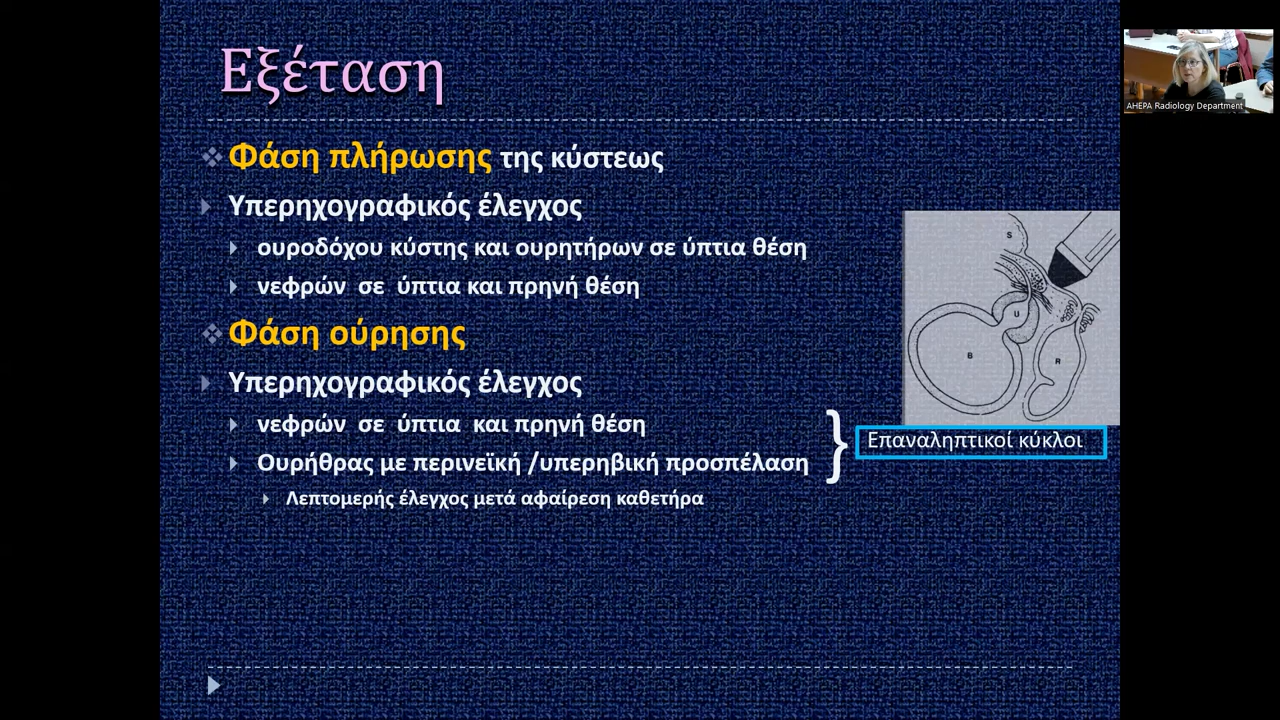 Εξέταση
AHEPA Radiology Department
Φάση πλήρωσης της κύστεως
Υπερηχογραφικός έλεγχος
ουροδόχου κύστης και ουρητήρων σε ύπτια θέση
νεφρών σε ύπτια και πρηνή θέση
S
U
B
R
Φάση ούρησης
Υπερηχογραφικός έλεγχος
νεφρών σε ύπτια και πρηνή θέση
Ουρήθρας με περινεϊκή /υπερηβική προσπέλαση
} Επαναληπτικοί κύκλοι
Λεπτομερής έλεγχος μετά αφαίρεση καθετήρα